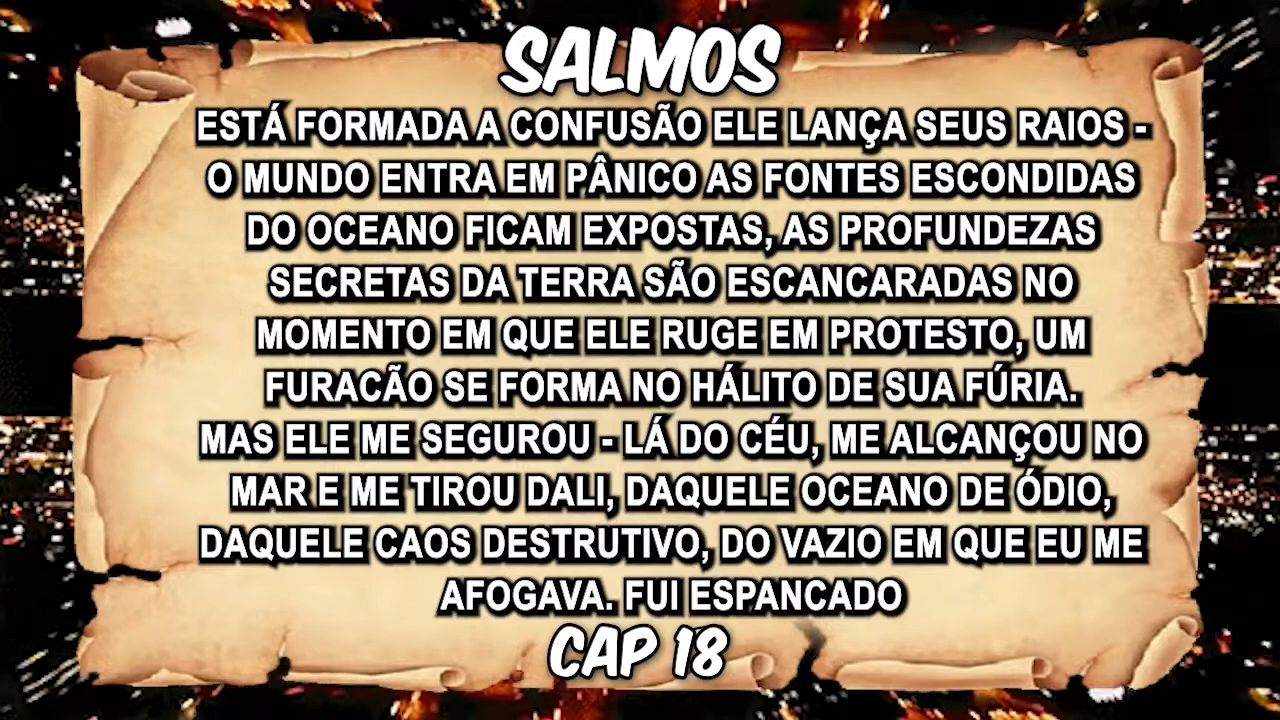 SALMOS
ESTÁ FORMADA A CONFUSÃO ELE LANÇA SEUS RAIOS -
O MUNDO ENTRA EM PÂNICO AS FONTES ESCONDIDAS
DO OCEANO FICAM EXPOSTAS, AS PROFUNDEZAS
SECRETAS DA TERRA SÃO ESCANCARADAS NO
MOMENTO EM QUE ELE RUGE EM PROTESTO, UM
FURACÃO SE FORMA NO HÁLITO DE SUA FÚRIA.
MAS ELE ME SEGUROU - LÁ DO CÉU, ME ALCANÇOU NO
MAR E ME TIROU DALI, DAQUELE OCEANO DE ÓDIO,
DAQUELE CAOS DESTRUTIVO, DO VAZIO EM QUE EU ME
AFOGAVA. FUI ESPANCADO
CAP 18